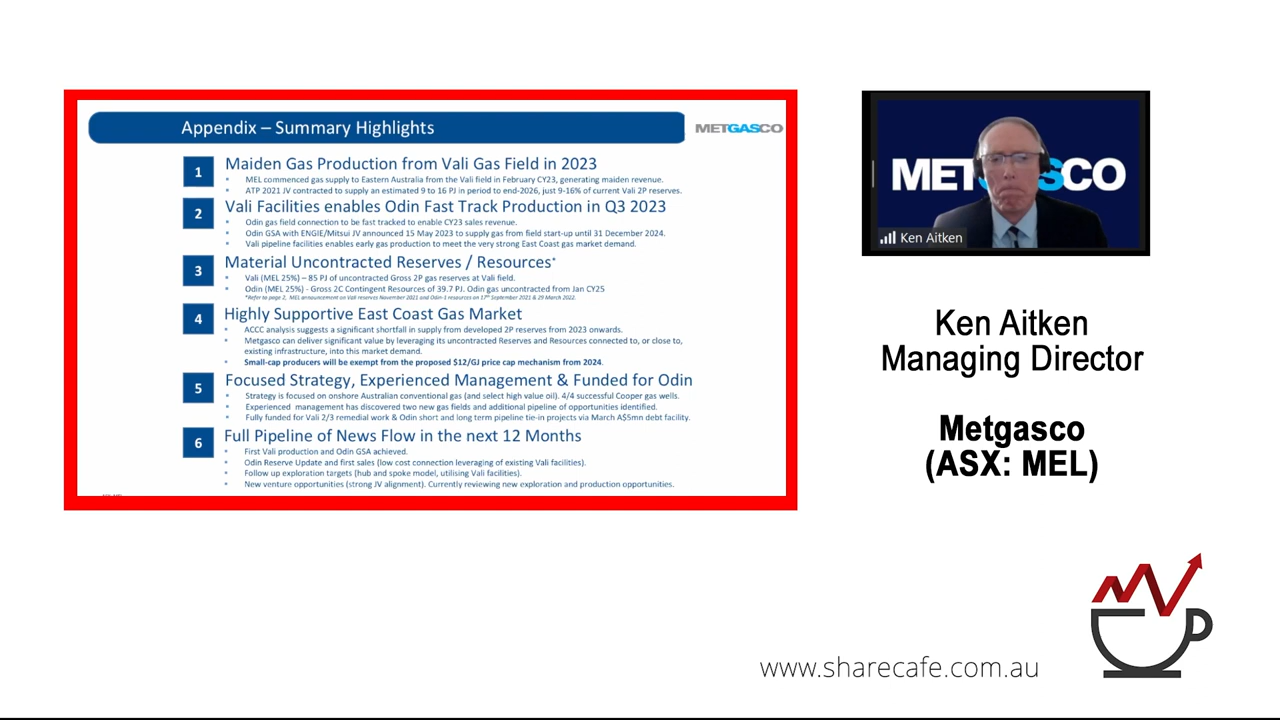 Appendix – Summary Highlights
METGASCO
1
Maiden Gas Production from Vali Gas Field in 2023
MEL commenced gas supply to Eastern Australia from the Vali field in February CY23, generating maiden revenue.
ATP 2021 JV contracted to supply an estimated 9 to 16 PJ in period to end-2026, just 9-16% of current Vali 2P reserves.
2
Vali Facilities enables Odin Fast Track Production in Q3 2023
Odin gas field connection to be fast tracked to enable CY23 sales revenue.
Odin GSA with ENGIE/Mitsui JV announced 15 May 2023 to supply gas from field start-up until 31 December 2024.
Vali pipeline facilities enables early gas production to meet the very strong East Coast gas market demand.
3
Material Uncontracted Reserves / Resources*
Vali (MEL 25%) – 85 PJ of uncontracted Gross 2P gas reserves at Vali field.
Odin (MEL 25%) - Gross 2C Contingent Resources of 39.7 PJ. Odin gas uncontracted from Jan CY25
*Refer to page 2, MEL announcement on Vali reserves November 2021 and Odin-1 resources on 17th September 2021 & 29 March 2022.
4
Highly Supportive East Coast Gas Market
ACCC analysis suggests a significant shortfall in supply from developed 2P reserves from 2023 onwards.
Metgasco can deliver significant value by leveraging its uncontracted Reserves and Resources connected to, or close to,
existing infrastructure, into this market demand.
Small-cap producers will be exempt from the proposed $12/GJ price cap mechanism from 2024.
5
Focused Strategy, Experienced Management & Funded for Odin
Strategy is focused on onshore Australian conventional gas (and select high value oil). 4/4 successful Cooper gas wells.
Experienced management has discovered two new gas fields and additional pipeline of opportunities identified.
Fully funded for Vali 2/3 remedial work & Odin short and long term pipeline tie-in projects via March A$5mn debt facility.
6
Full Pipeline of News Flow in the next 12 Months
First Vali production and Odin GSA achieved.
Odin Reserve Update and first sales (low cost connection leveraging of existing Vali facilities).
Follow up exploration targets (hub and spoke model, utilising Vali facilities).
New venture opportunities (strong JV alignment). Currently reviewing new exploration and production opportunities.
Ken Aitken
Ken Aitken
Managing Director
Metgasco
(ASX: MEL)
www.sharecafe.com.au